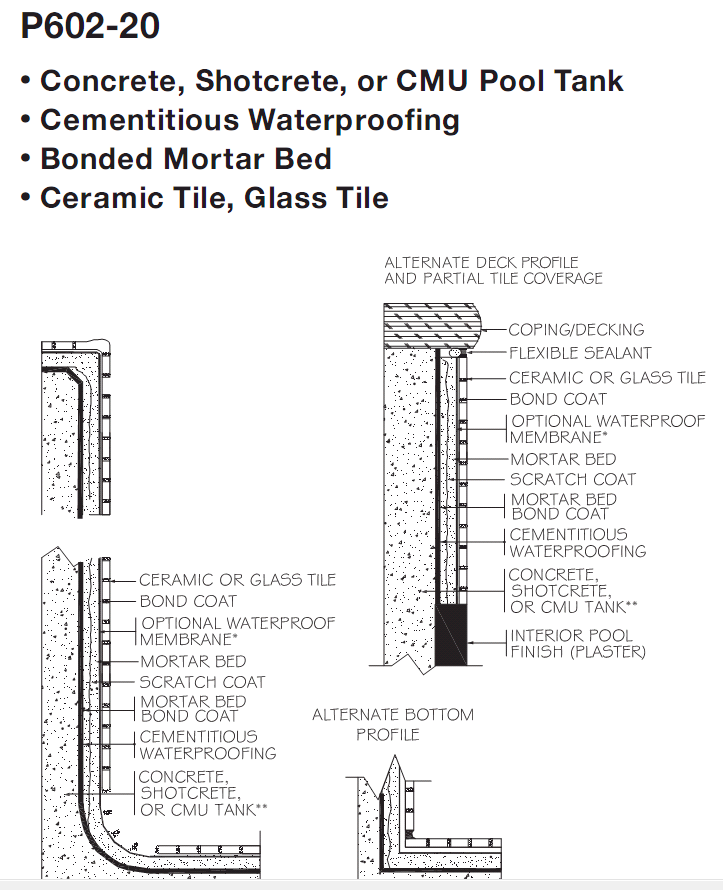 P602-20
• Concrete, Shotcrete, or CMU Pool Tank
• Cementitious Waterproofing
• Bonded Mortar Bed
• Ceramic Tile, Glass Tile
ALTERNATE DECK PROFILE
AND PARTIAL TILE COVERAGE
COPING/DECKING
FLEXIBLE SEALANT
CERAMIC OR GLASS TILE
BOND COAT
OPTIONAL WATERPROOF
MEMBRANE*
MORTAR BED
SCRATCH COAT
MORTAR BED
BOND COAT
CEMENTITIOUS
WATERPROOFING
CONCRETE,
SHOTCRETE,
OR CMU TANK**
INTERIOR POOL
FINISH (PLASTER)
CERAMIC OR GLASS TILE
BOND COAT
OPTIONAL WATERPROOF
MEMBRANE*
MORTAR BED
SCRATCH COAT
MORTAR BED
BOND COAT
CEMENTITIOUS
WATERPROOFING
CONCRETE,
SHOTCRETE,
OR CMU TANK**
ALTERNATE BOTTOM
PROFILE